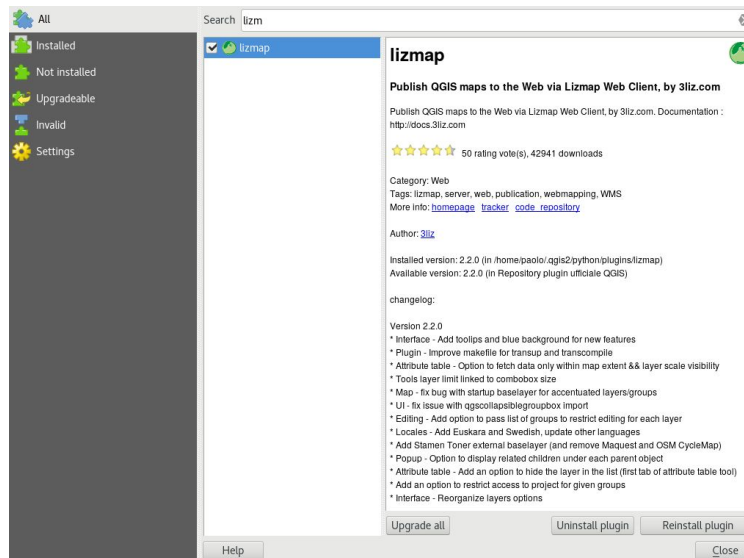 All
Installed
Not installed
Upgradeable
Invalid
Settings
Search lizm
lizmap
lizmap
Publish QGIS maps to the Web via Lizmap Web Client, by 3liz.com
Publish QGIS maps to the Web via Lizmap Web Client, by 3liz.com. Documentation :
http://docs.3liz.com
50 rating vote(s), 42941 downloads
Category: Web
Tags: lizmap, server, web, publication, webmapping, WMS
More info: homepage tracker code_repository
Author: 3liz
Installed version: 2.2.0 (in /home/paolo/.qgis2/python/plugins/lizmap)
Available version: 2.2.0 (in Repository plugin ufficiale QGIS)
changelog:
Version 2.2.0
* Interface - Add toolips and blue background for new features
* Plugin - Improve makefile for transup and transcompile
* Attribute table - Option to fetch data only within map extent && layer scale visibility
* Tools layer limit linked to combobox size
* Map - fix bug with startup baselayer for accentuated layers/groups
* UI - fix issue with qgscollapsiblegroupbox import
* Editing - Add option to pass list of groups to restrict editing for each layer
* Locales - Add Euskara and Swedish, update other languages
* Add Stamen Toner external baselayer (and remove Maquest and OSM CycleMap)
* Popup - Option to display related children under each parent object
* Attribute table - Add an option to hide the layer in the list (first tab of attribute table tool)
* Add an option to restrict access to project for given groups
* Interface - Reorganize layers options
Upgrade all Uninstall plugin Reinstall plugin
Help Close